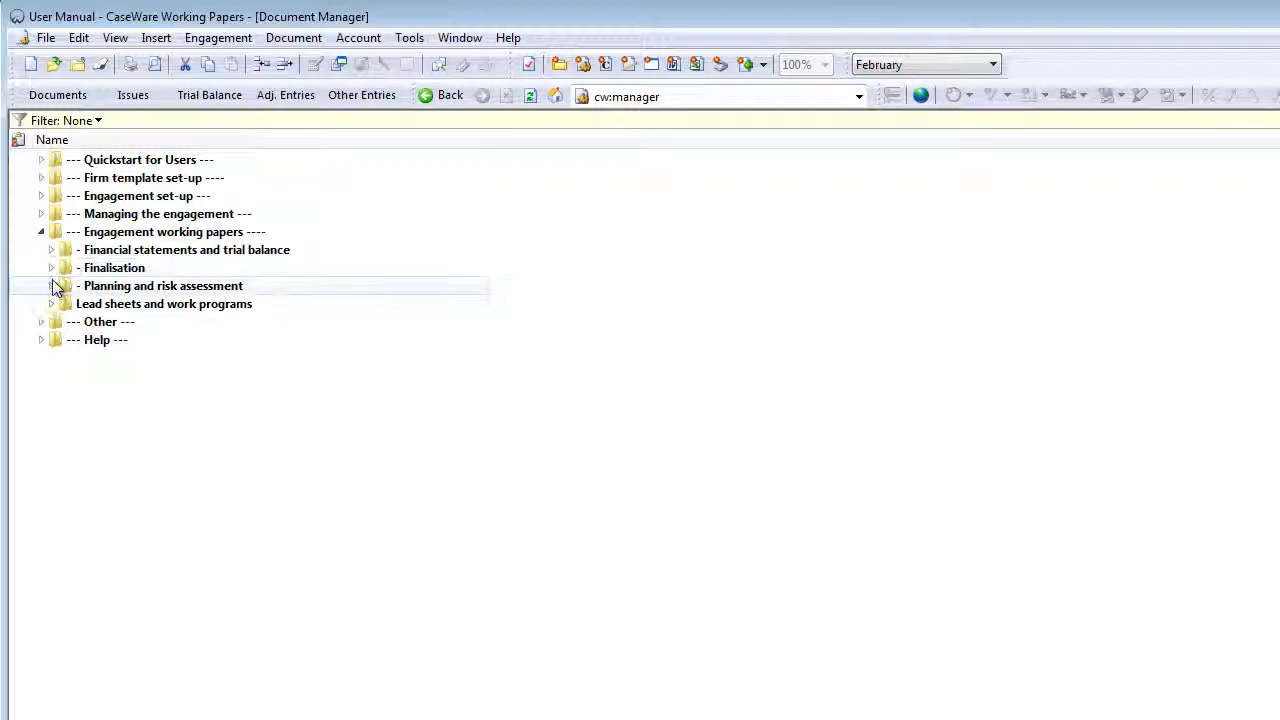 User Manual - CaseWare Working Papers - [Document Manager]
File Edit View Insert Engagement Document Account Tools Window Help
100% February
Documents Issues Trial Balance Adj. Entries Other Entries Back cw:manager
Filter: None
Name
--- Quickstart for Users ---
--- Firm template set-up ----
--- Engagement set-up ---
--- Managing the engagement ---
--- Engagement working papers ----
- Financial statements and trial balance
- Finalisation
- Planning and risk assessment
Lead sheets and work programs
--- Other ---
--- Help ---